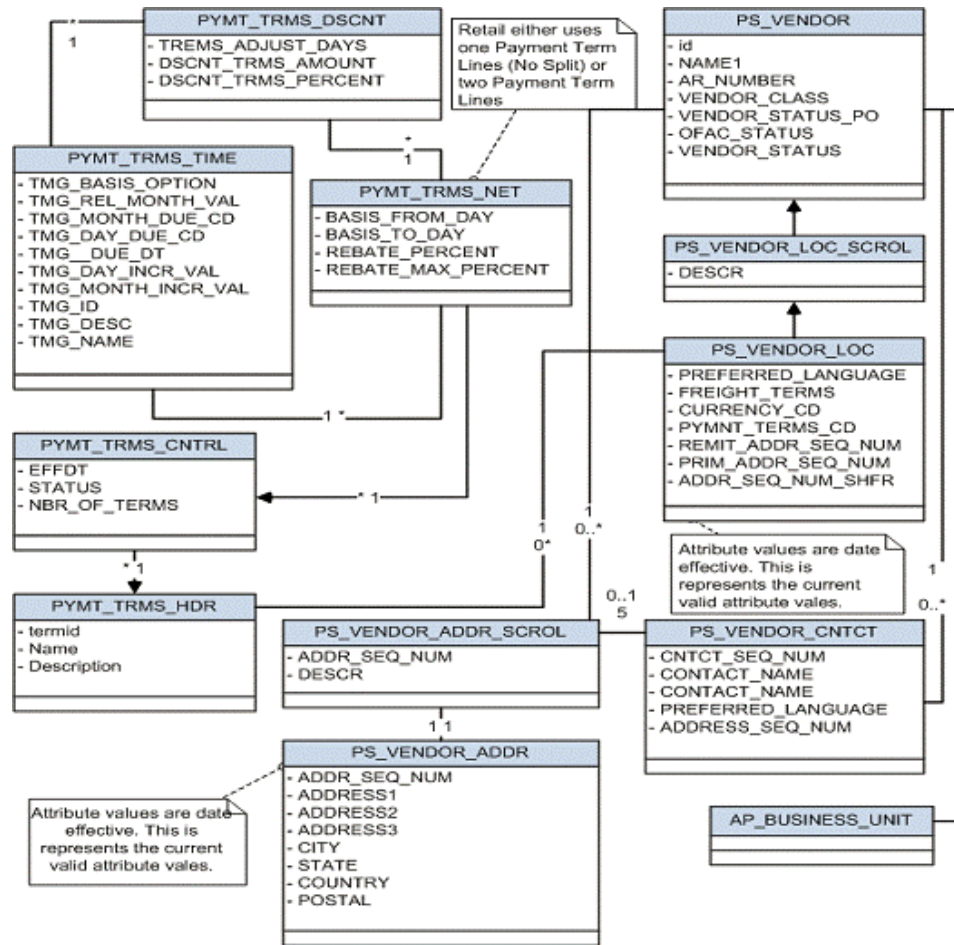 PYMT_TRMS_DSCNT
- TREMS_ADJUST_DAYS
- DSCNT_TRMS_AMOUNT
- DSCNT_TRMS_PERCENT
*
1
Retail either uses
one Payment Term
Lines (No Split) or
two Payment Term
Lines
PS_VENDOR
- id
- NAME1
- AR_NUMBER
- VENDOR_CLASS
- VENDOR_STATUS_PO
- OFAC_STATUS
- VENDOR_STATUS
*
1
PYMT_TRMS_TIME
- TMG_BASIS_OPTION
- TMG_REL_MONTH_VAL
- TMG_MONTH_DUE_CD
- TMG_DAY_DUE_CD
- TMG__DUE_DT
- TMG_DAY_INCR_VAL
- TMG_MONTH_INCR_VAL
- TMG_ID
- TMG_DESC
- TMG_NAME
PYMT_TRMS_NET
- BASIS_FROM_DAY
- BASIS_TO_DAY
- REBATE_PERCENT
- REBATE_MAX_PERCENT
PS_VENDOR_LOC_SCROL
- DESCR
PS_VENDOR_LOC
- PREFERRED_LANGUAGE
- FREIGHT_TERMS
- CURRENCY_CD
- PYMNT_TERMS_CD
- REMIT_ADDR_SEQ_NUM
- PRIM_ADDR_SEQ_NUM
- ADDR_SEQ_NUM_SHFR
1 *
PYMT_TRMS_CNTRL
- EFFDT
- STATUS
- NBR_OF_TERMS
* 1
1
0*
1
0..*
Attribute values are date
effective. This is
represents the current
valid attribute vales.
1
0..*
* 1
PYMT_TRMS_HDR
- termid
- Name
- Description
PS_VENDOR_ADDR_SCROL
- ADDR_SEQ_NUM
- DESCR
0..1
5
PS_VENDOR_CNTCT
- CNTCT_SEQ_NUM
- CONTACT_NAME
- CONTACT_NAME
- PREFERRED_LANGUAGE
- ADDRESS_SEQ_NUM
1 1
PS_VENDOR_ADDR
- ADDR_SEQ_NUM
- ADDRESS1
- ADDRESS2
- ADDRESS3
- CITY
- STATE
- COUNTRY
- POSTAL
Attribute values are date
effective. This is
represents the current
valid attribute vales.
AP_BUSINESS_UNIT